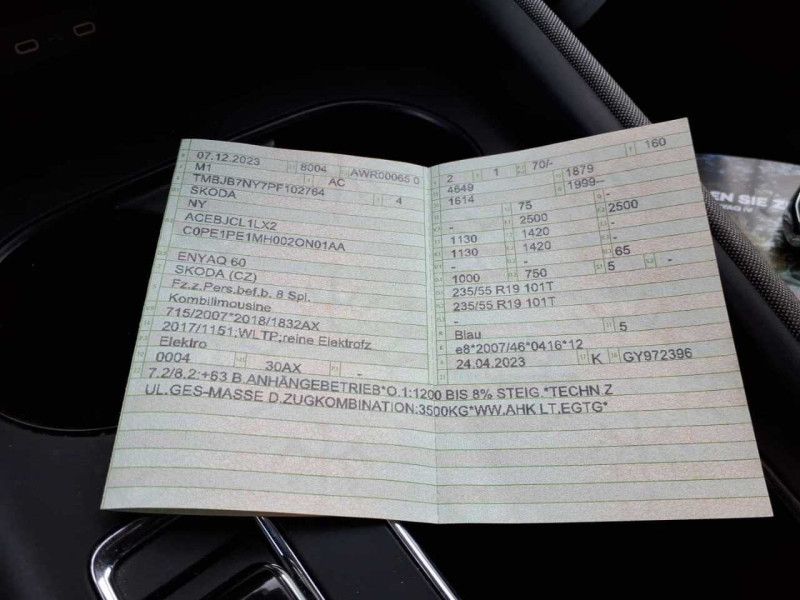 07.12.2023 8004 AWR00065 0
M1 AC
TMBJB7NY7PF102764 4
SKODA
NY
ACEBJCL1LX2
C0PE1PE1MH002ON01AA
ENYAQ 60
SKODA (CZ)
Fz.z.Pers.bef.b. 8 Spl.
Kombilimousine
715/2007*2018/1832AX
2017/1151;WLTP;reine Elektrofz
Elektro
0004 30AX -
2 1 70/- 160
4649 1879
1614 1999--
- 75 -
- 2500 2500
1130 1420 -
1130 1420 -
- - 65
1000 750 5 -
235/55 R19 101T
235/55 R19 101T
-
Blau 5
e8*2007/46*0416*12
24.04.2023 K GY972396
7.2/8.2:+63 B.ANHÄNGEBETRIEB*O.1:1200 BIS 8% STEIG.*TECHN.Z
UL.GES-MASSE D.ZUGKOMBINATION:3500KG*WW.AHK LT.EGTG*
EN SIE Z